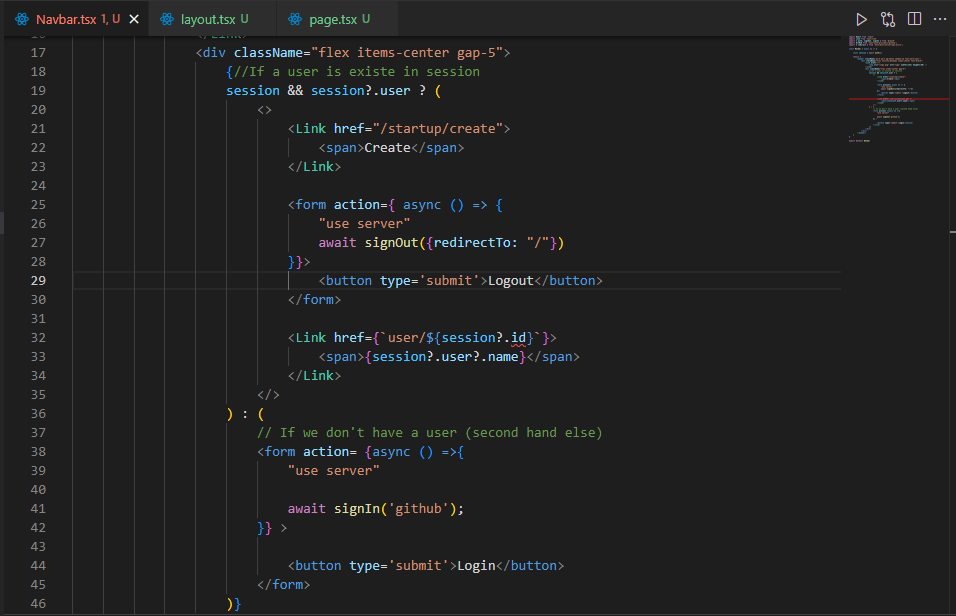 Navbar.tsx 1, U
layout.tsx U
page.tsx U
17 <div className="flex items-center gap-5">
18 {//If a user is existe in session
19 session && session?.user ? (
20 <>
21 <Link href="/startup/create">
22 <span>Create</span>
23 </Link>
24
25 <form action={ async () => {
26 "use server"
27 await signOut({redirectTo: "/"})
28 }}>
29 <button type='submit'>Logout</button>
30 </form>
31
32 <Link href={`user/${session?.id}`}>
33 <span>{session?.user?.name}</span>
34 </Link>
35 </>
36 ) : (
37 // If we don't have a user (second hand else)
38 <form action= {async () =>{
39 "use server"
40
41 await signIn('github');
42 }} >
43
44 <button type='submit'>Login</button>
45 </form>
46 )}